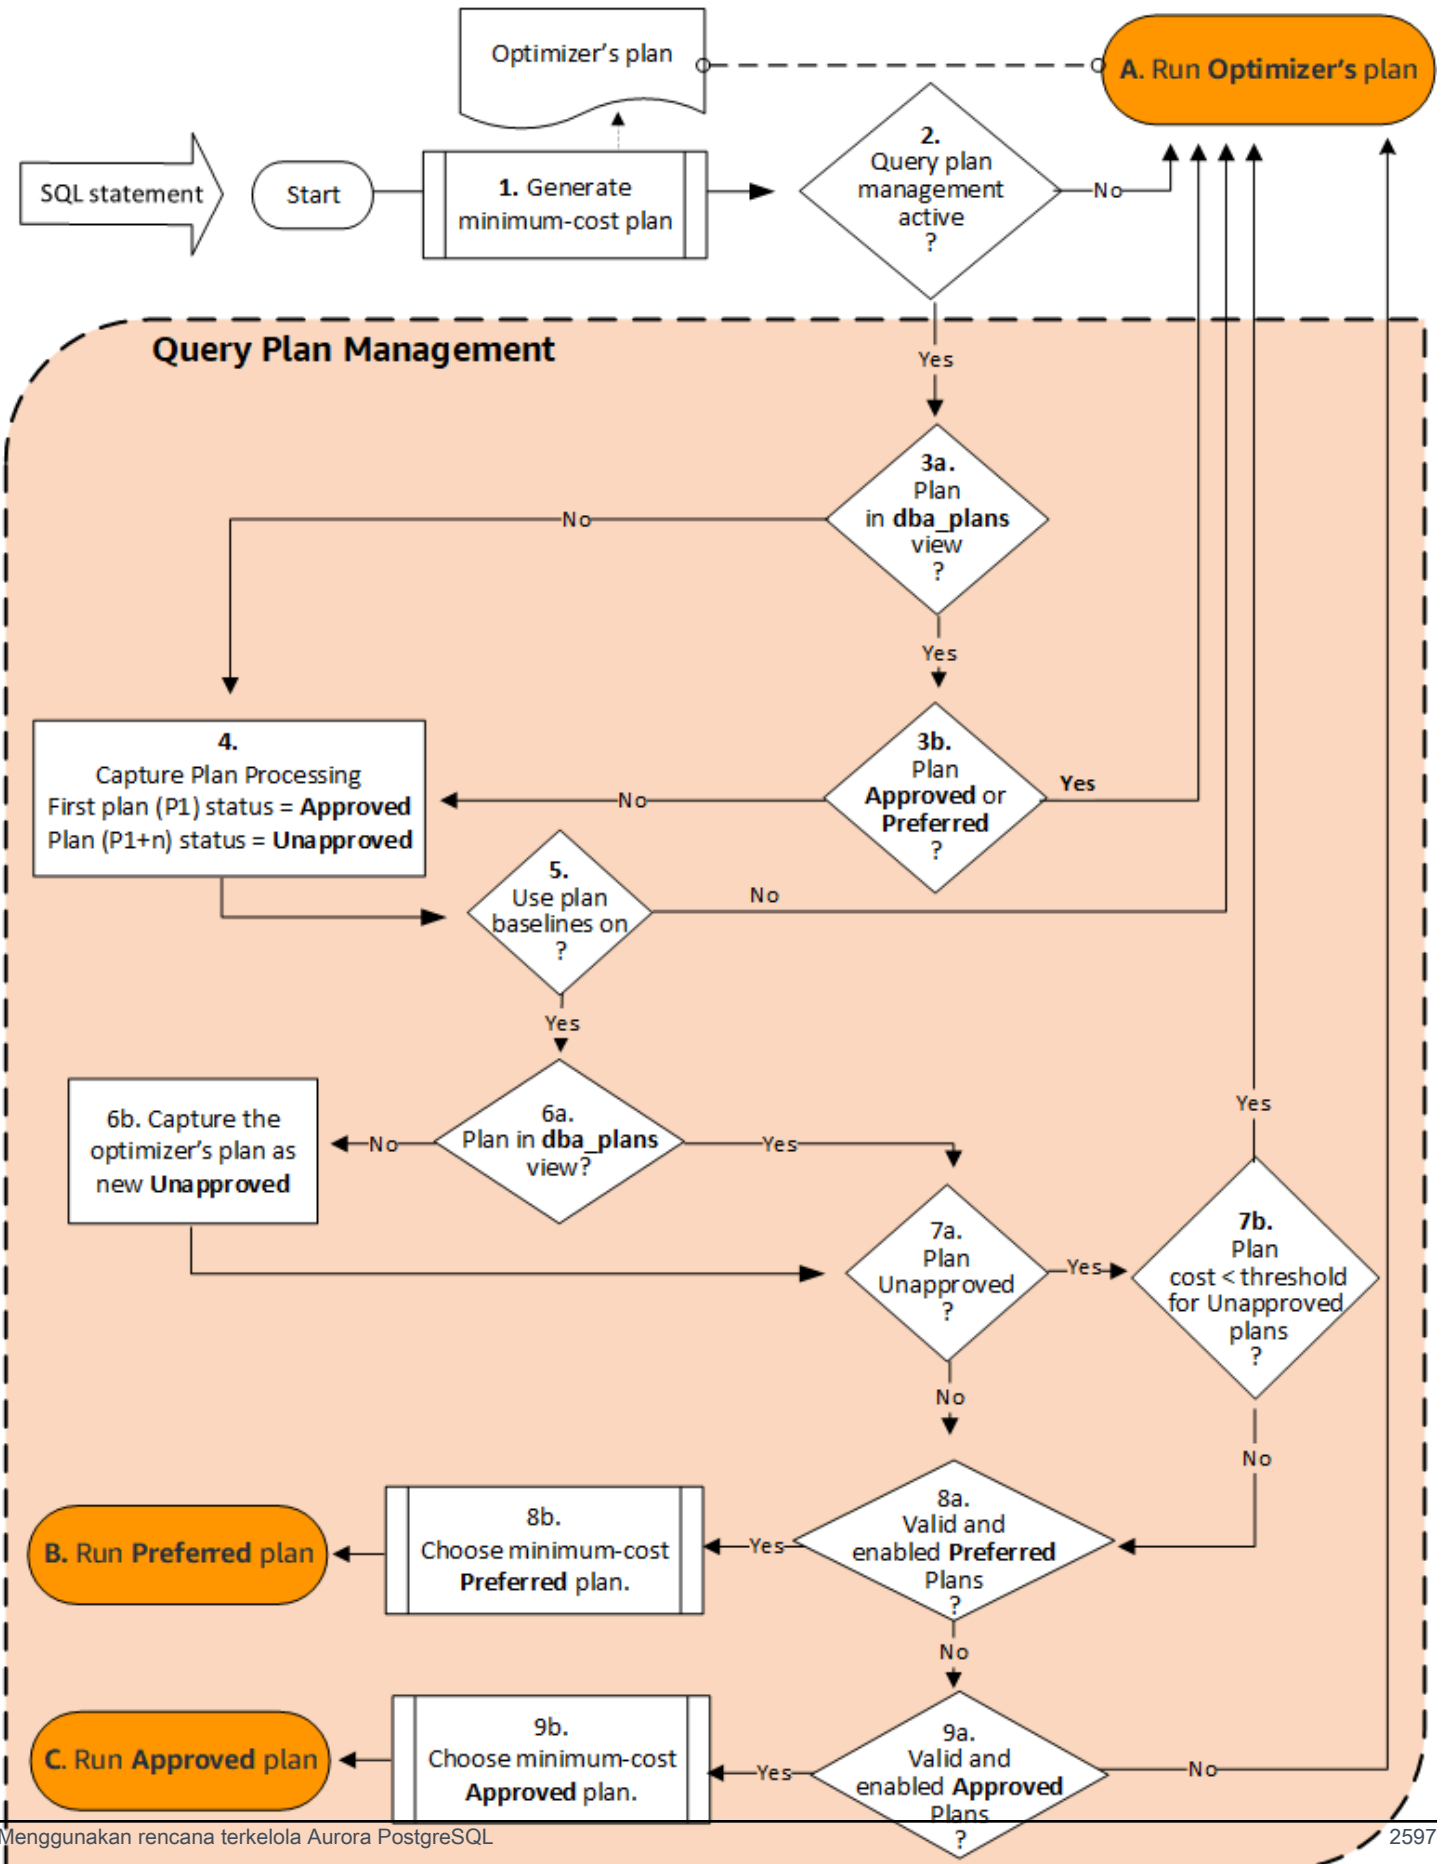 Optimizer's plan
A. Run Optimizer's plan
SQL statement
Start
1. Generate
minimum-cost plan
2.
Query plan
management
active
?
No
Query Plan Management
Yes
3a.
Plan
in dba_plans
view
?
No
Yes
4.
Capture Plan Processing
First plan (P1) status = Approved
Plan (P1+n) status = Unapproved
No
3b.
Plan
Approved or
Preferred
?
Yes
5.
Use plan
baselines on
?
No
Yes
6b. Capture the
optimizer's plan as
new Unapproved
No
6a.
Plan in dba_plans
view?
Yes
7a.
Plan
Unapproved
?
Yes
Yes
7b.
Plan
cost < threshold
for Unapproved
plans
?
No
No
B. Run Preferred plan
8b.
Choose minimum-cost
Preferred plan.
Yes
8a.
Valid and
enabled Preferred
Plans
?
No
C. Run Approved plan
9b.
Choose minimum-cost
Approved plan.
Yes
9a.
Valid and
enabled Approved
Plans
?
No
Menggunakan rencana terkelola Aurora PostgreSQL
2597